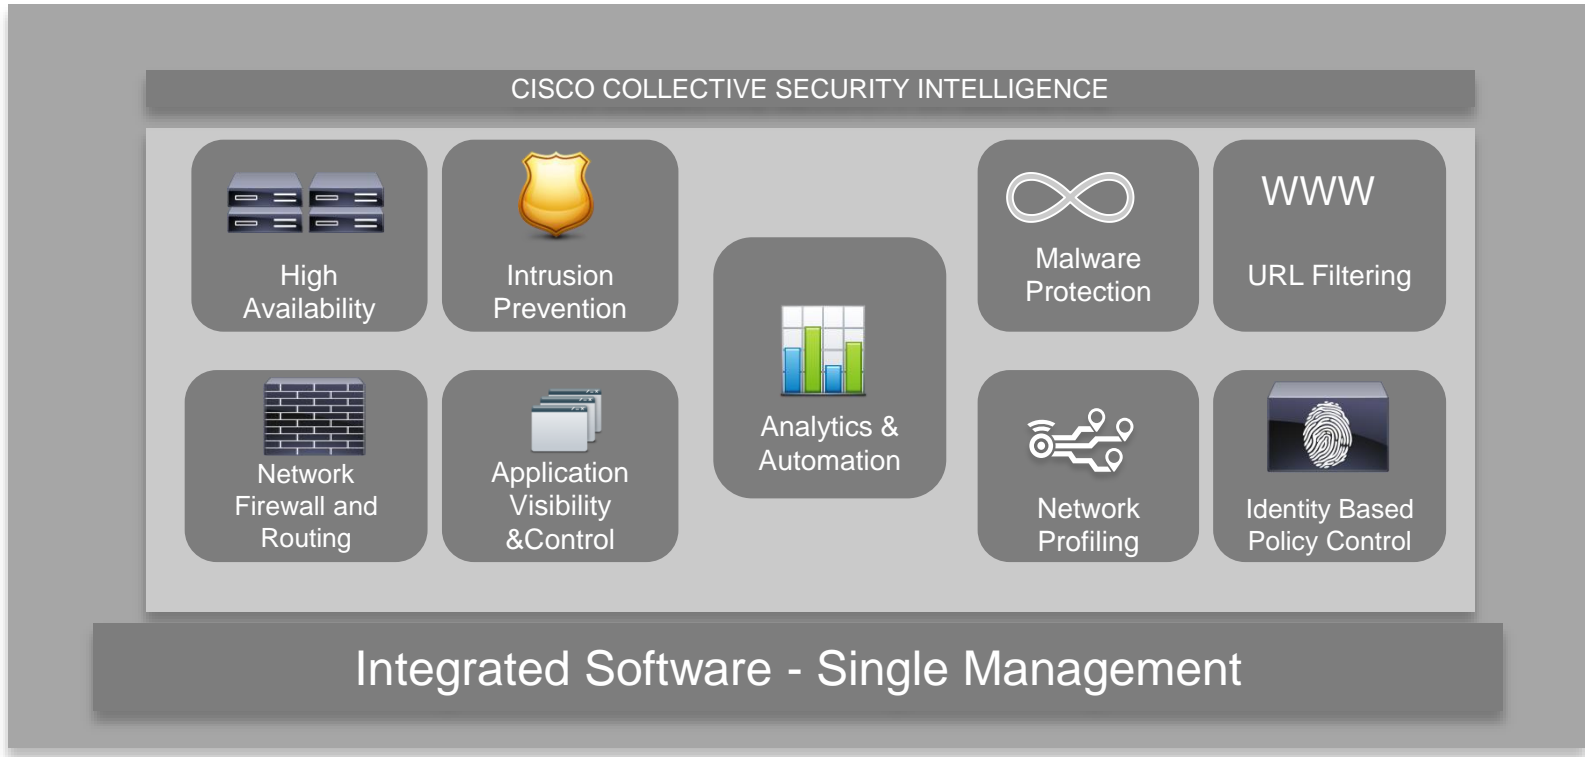 CISCO COLLECTIVE SECURITY INTELLIGENCE
High
Availability
Intrusion
Prevention
Malware
Protection
WWW
URL Filtering
Analytics &
Automation
Network
Firewall and
Routing
Application
Visibility
&Control
Network
Profiling
Identity Based
Policy Control
Integrated Software - Single Management